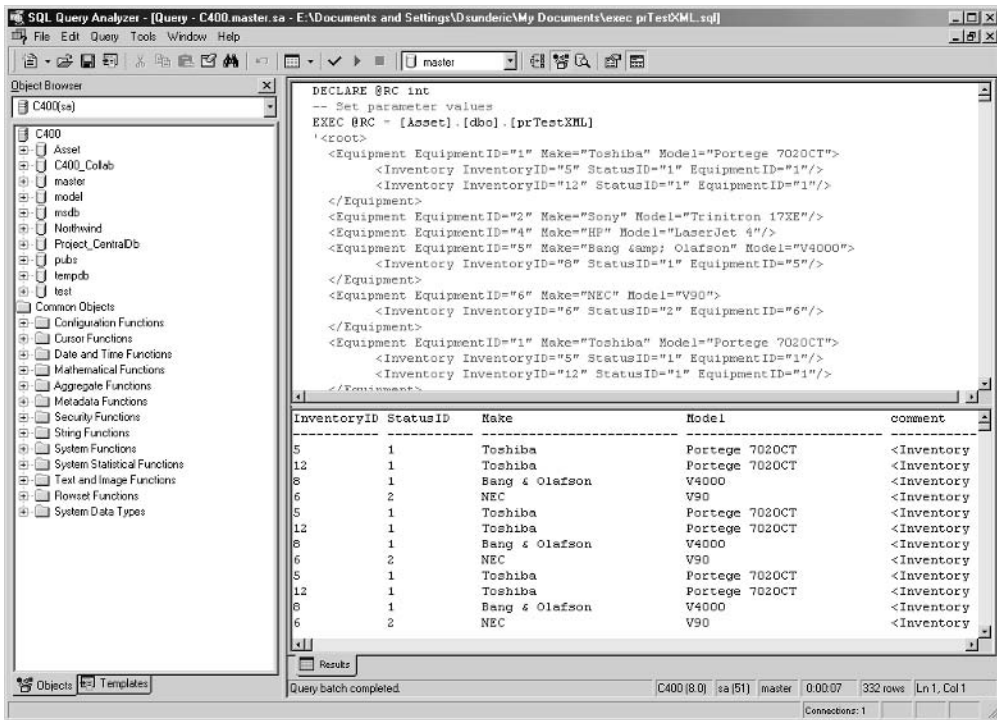 SQL Query Analyzer - [Query - C400.master.sa - E:\Documents and Settings\Dsunderic\My Documents\exec prTestXML.sql]
File Edit Query Tools Window Help
master
Object Browser
C400(sa)
C400
Asset
C400_Collab
master
model
msdb
Northwind
Project_CentralDb
pubs
tempdb
test
Common Objects
Configuration Functions
Cursor Functions
Date and Time Functions
Mathematical Functions
Aggregate Functions
Metadata Functions
Security Functions
String Functions
System Functions
System Statistical Functions
Text and Image Functions
Rowset Functions
System Data Types
Objects Templates
DECLARE @RC int
-- Set parameter values
EXEC @RC = [Asset].[dbo].[prTestXML]
'<root>
<Equipment EquipmentID="1" Make="Toshiba" Model="Portege 7020CT">
<Inventory InventoryID="5" StatusID="1" EquipmentID="1"/>
<Inventory InventoryID="12" StatusID="1" EquipmentID="1"/>
</Equipment>
<Equipment EquipmentID="2" Make="Sony" Model="Trinitron 17XE"/>
<Equipment EquipmentID="4" Make="HP" Model="LaserJet 4"/>
<Equipment EquipmentID="5" Make="Bang &amp; Olafson" Model="V4000">
<Inventory InventoryID="8" StatusID="1" EquipmentID="5"/>
</Equipment>
<Equipment EquipmentID="6" Make="NEC" Model="V90">
<Inventory InventoryID="6" StatusID="2" EquipmentID="6"/>
</Equipment>
<Equipment EquipmentID="1" Make="Toshiba" Model="Portege 7020CT">
<Inventory InventoryID="5" StatusID="1" EquipmentID="1"/>
<Inventory InventoryID="12" StatusID="1" EquipmentID="1"/>
</Equipment>
InventoryID StatusID Make Model comment
5 1 Toshiba Portege 7020CT <Inventory
12 1 Toshiba Portege 7020CT <Inventory
8 1 Bang & Olafson V4000 <Inventory
6 2 NEC V90 <Inventory
5 1 Toshiba Portege 7020CT <Inventory
12 1 Toshiba Portege 7020CT <Inventory
8 1 Bang & Olafson V4000 <Inventory
6 2 NEC V90 <Inventory
5 1 Toshiba Portege 7020CT <Inventory
12 1 Toshiba Portege 7020CT <Inventory
8 1 Bang & Olafson V4000 <Inventory
6 2 NEC V90 <Inventory
Results
Query batch completed. C400 (8.0) sa (51) master 0:00:07 332 rows Ln 1, Col 1
Connections: 1